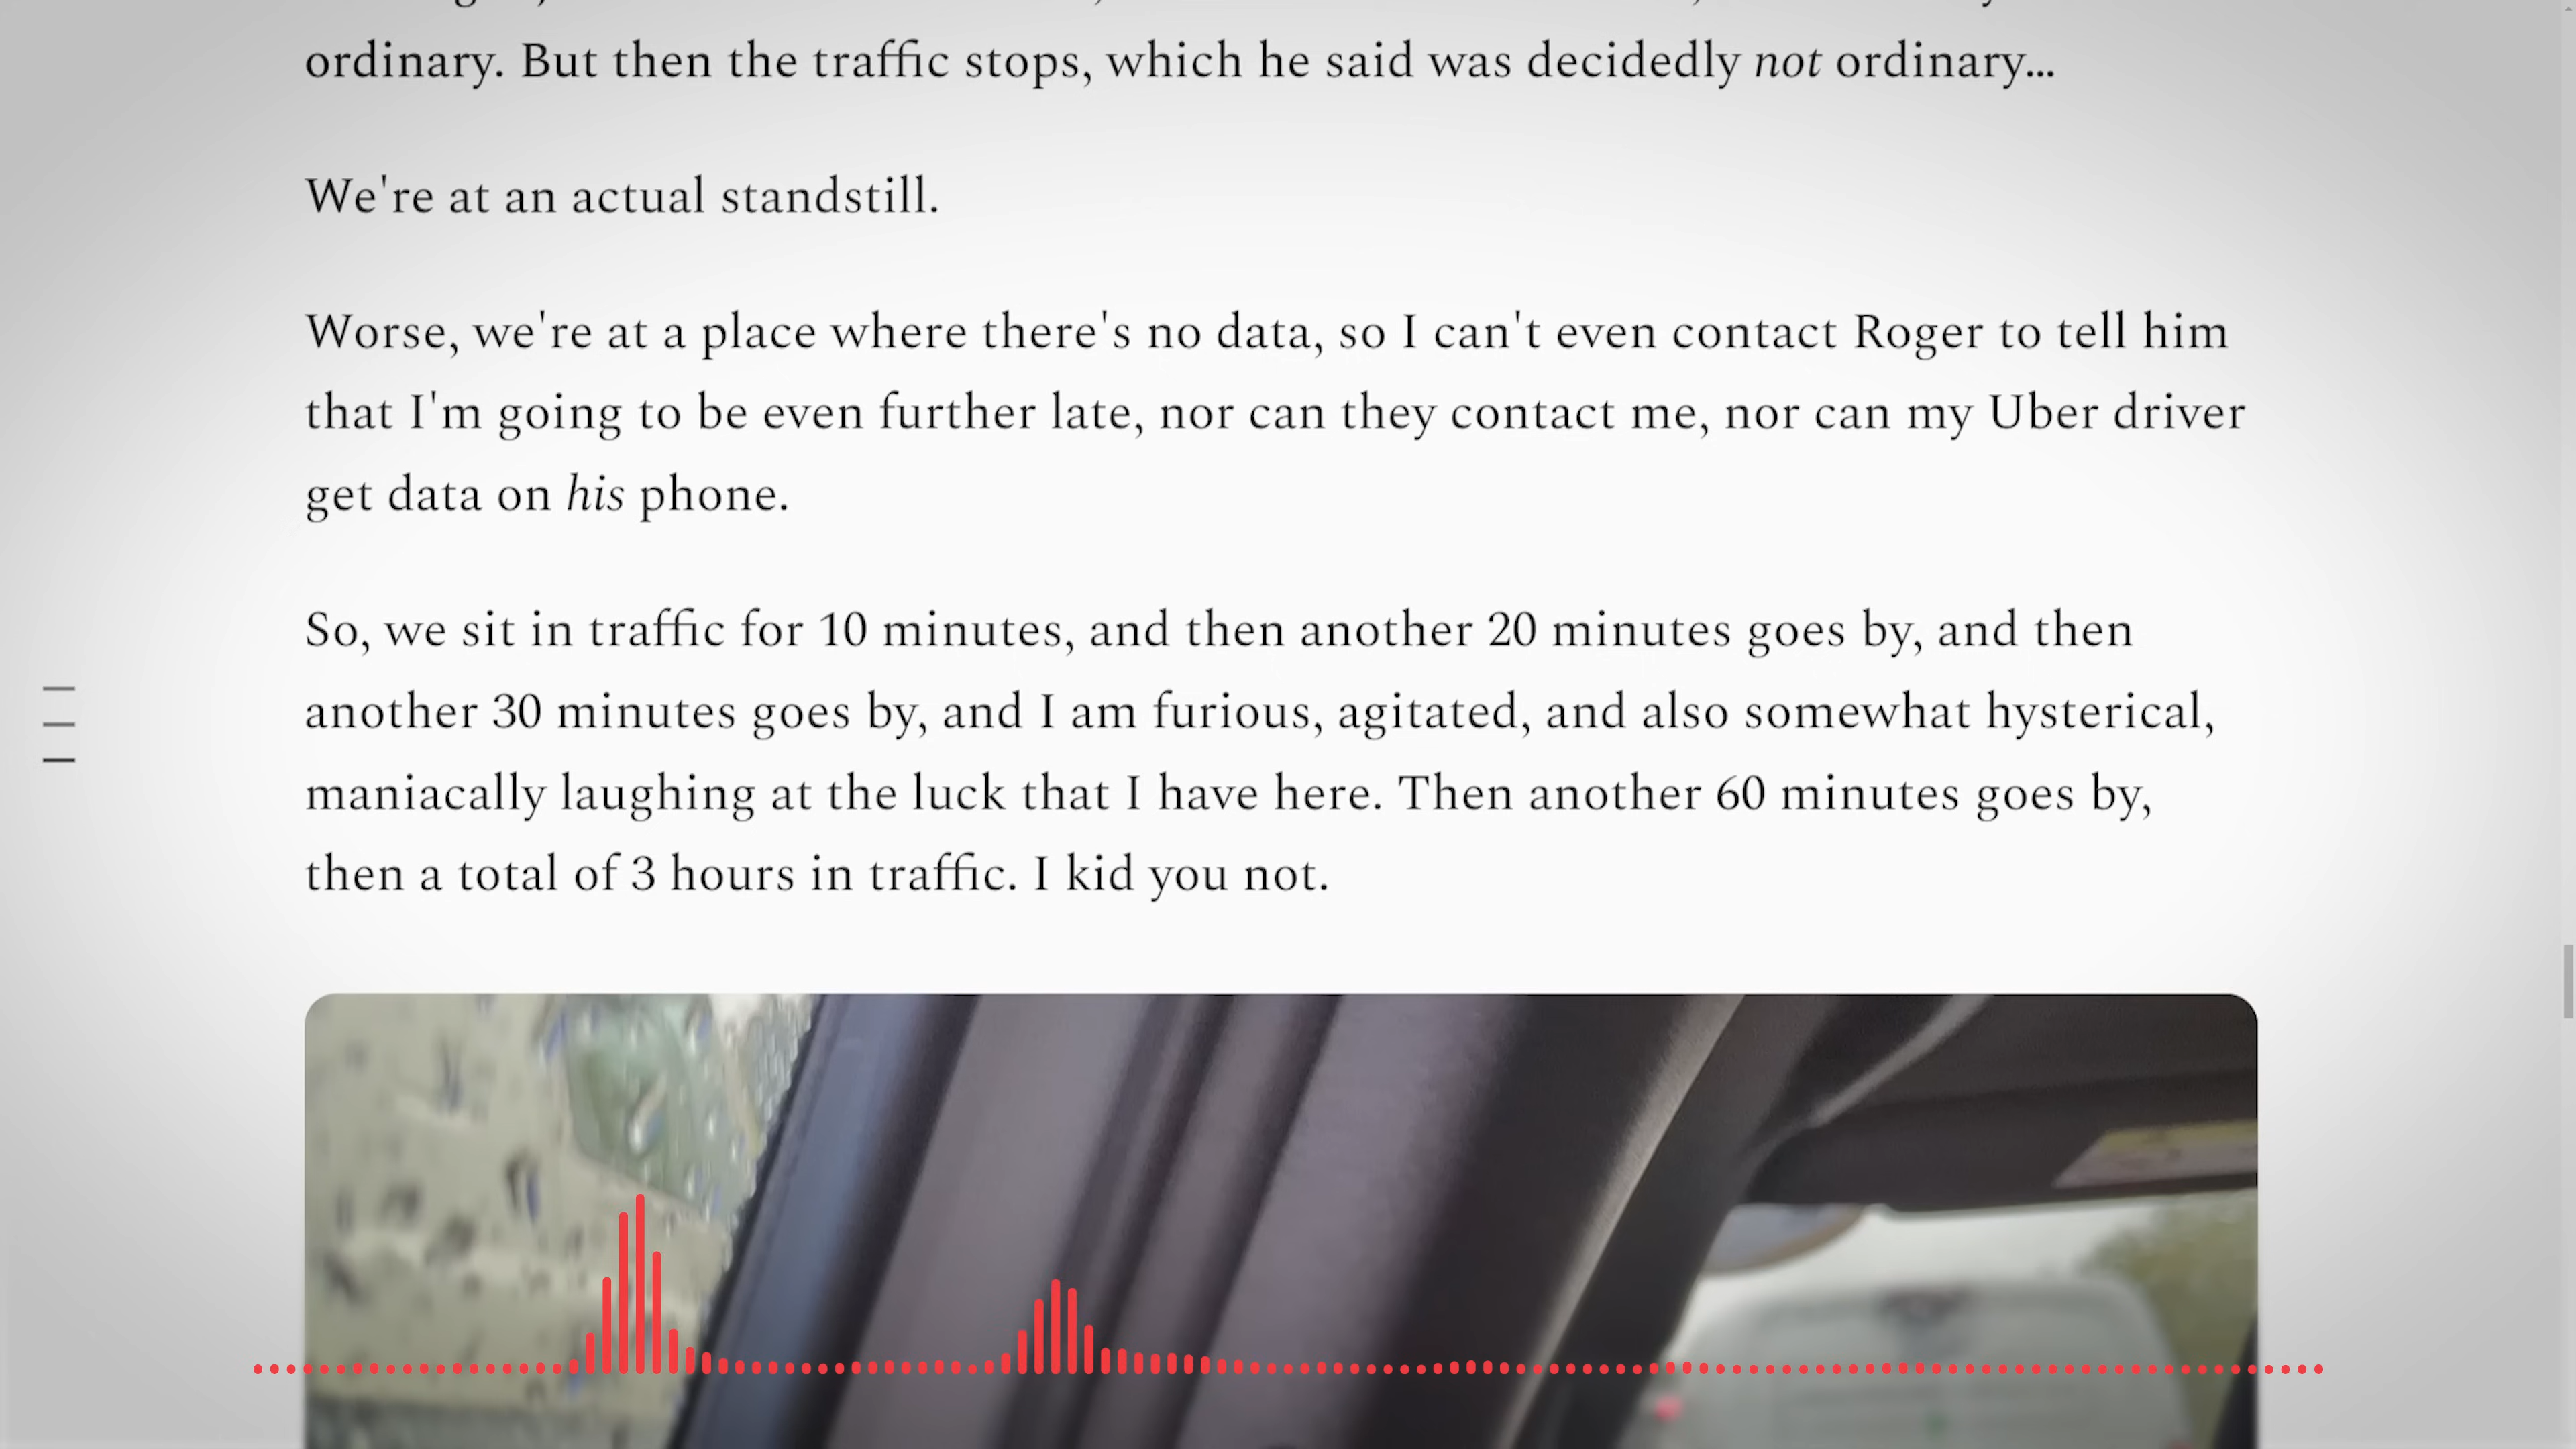 ordinary. But then the traffic stops, which he said was decidedly not ordinary...
We're at an actual standstill.
Worse, we're at a place where there's no data, so I can't even contact Roger to tell him
that I'm going to be even further late, nor can they contact me, nor can my Uber driver
get data on his phone.
So, we sit in traffic for 10 minutes, and then another 20 minutes goes by, and then
another 30 minutes goes by, and I am furious, agitated, and also somewhat hysterical,
maniacally laughing at the luck that I have here. Then another 60 minutes goes by,
then a total of 3 hours in traffic. I kid you not.